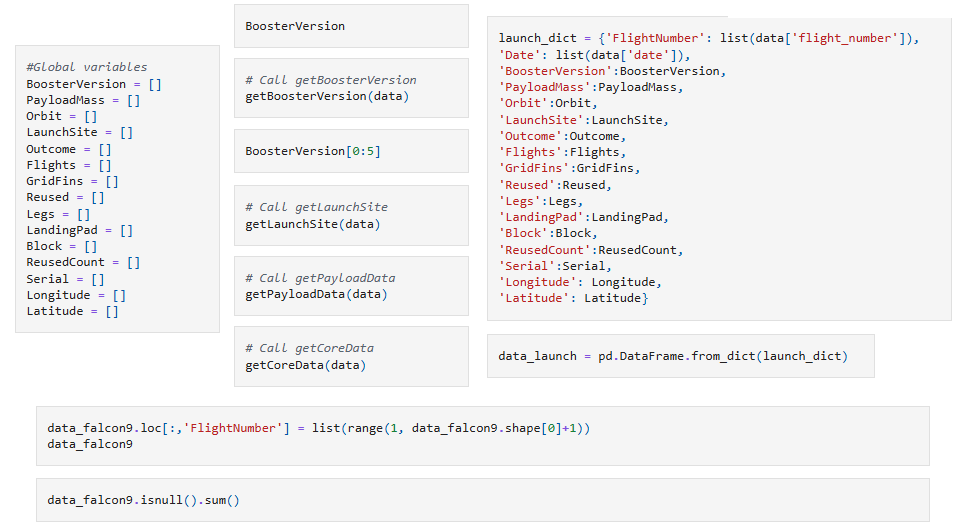 #Global variables
BoosterVersion = []
PayloadMass = []
Orbit = []
LaunchSite = []
Outcome = []
Flights = []
GridFins = []
Reused = []
Legs = []
LandingPad = []
Block = []
ReusedCount = []
Serial = []
Longitude = []
Latitude = []
BoosterVersion
# Call getBoosterVersion
getBoosterVersion(data)
BoosterVersion[0:5]
# Call getLaunchSite
getLaunchSite(data)
# Call getPayloadData
getPayloadData(data)
# Call getCoreData
getCoreData(data)
launch_dict = {'FlightNumber': list(data['flight_number']),
'Date': list(data['date']),
'BoosterVersion':BoosterVersion,
'PayloadMass':PayloadMass,
'Orbit':Orbit,
'LaunchSite':LaunchSite,
'Outcome':Outcome,
'Flights':Flights,
'GridFins':GridFins,
'Reused':Reused,
'Legs':Legs,
'LandingPad':LandingPad,
'Block':Block,
'ReusedCount':ReusedCount,
'Serial':Serial,
'Longitude': Longitude,
'Latitude': Latitude}
data_launch = pd.DataFrame.from_dict(launch_dict)
data_falcon9.loc[:,'FlightNumber'] = list(range(1, data_falcon9.shape[0]+1))
data_falcon9
data_falcon9.isnull().sum()